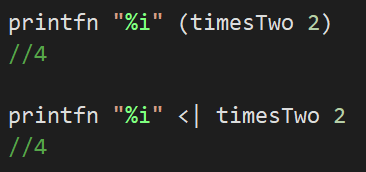 printfn "%i" (timesTwo 2)
//4
printfn "%i" <| timesTwo 2
//4